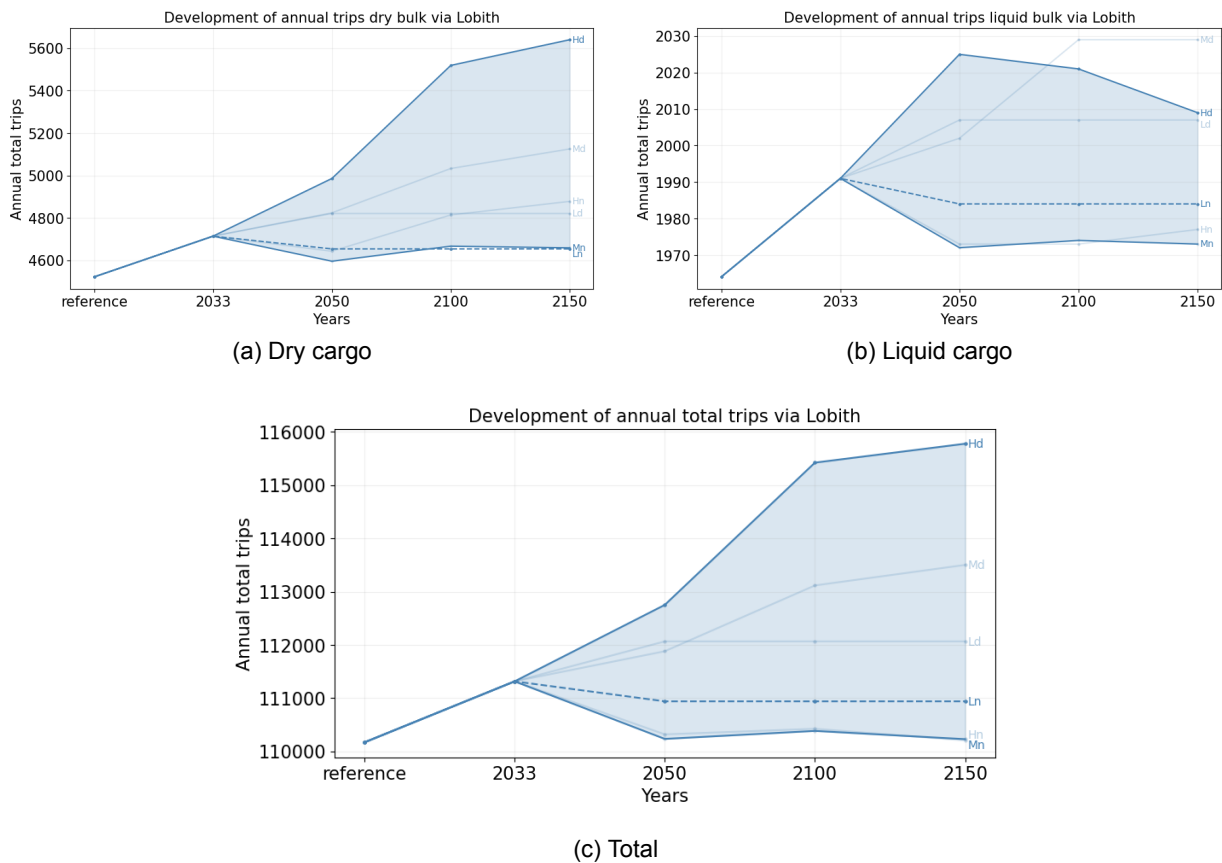 Development of annual trips dry bulk via Lobith
Annual total trips
5600
5400
5200
5000
4800
4600
Hd
Md
Hn
Ld
Mn
Ln
reference 2033 2050 2100 2150
Years
(a) Dry cargo
Development of annual trips liquid bulk via Lobith
Annual total trips
2030
2020
2010
2000
1990
1980
1970
Md
Hd
Ld
Ln
Hn
Mn
reference 2033 2050 2100 2150
Years
(b) Liquid cargo
Development of annual total trips via Lobith
Annual total trips
116000
115000
114000
113000
112000
111000
110000
Hd
Md
Ld
Ln
Hn
Mn
reference 2033 2050 2100 2150
Years
(c) Total